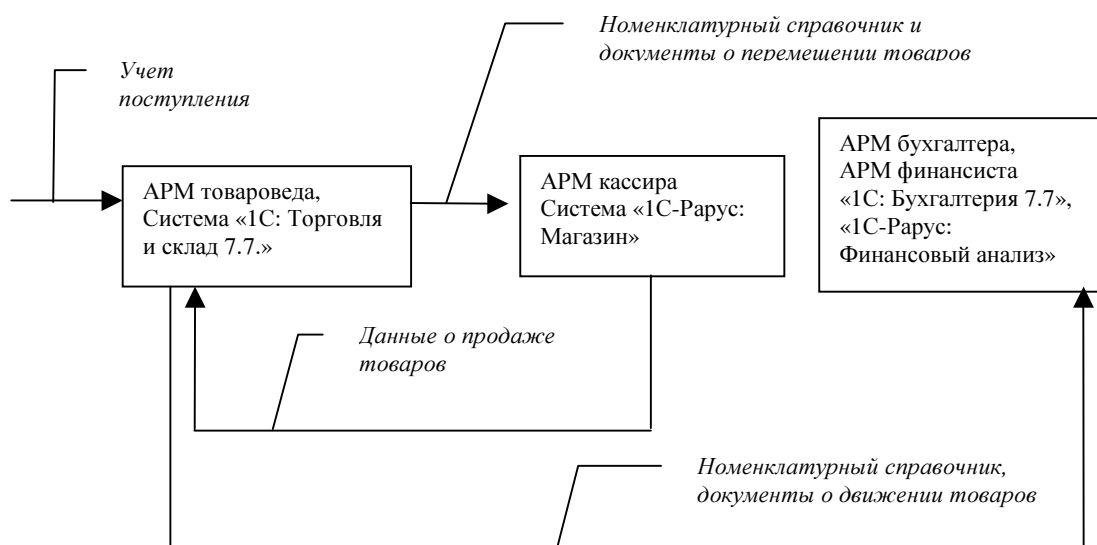 Номенклатурный справочник и
документы о перемешении товаров
Учет
поступления
АРМ товароведа,
Система «1С: Торговля
и склад 7.7.»
АРМ кассира
Система «1С-Рарус:
Магазин»
АРМ бухгалтера,
АРМ финансиста
«1С: Бухгалтерия 7.7»,
«1С-Рарус:
Финансовый анализ»
Данные о продаже
товаров
Номенклатурный справочник,
документы о движении товаров